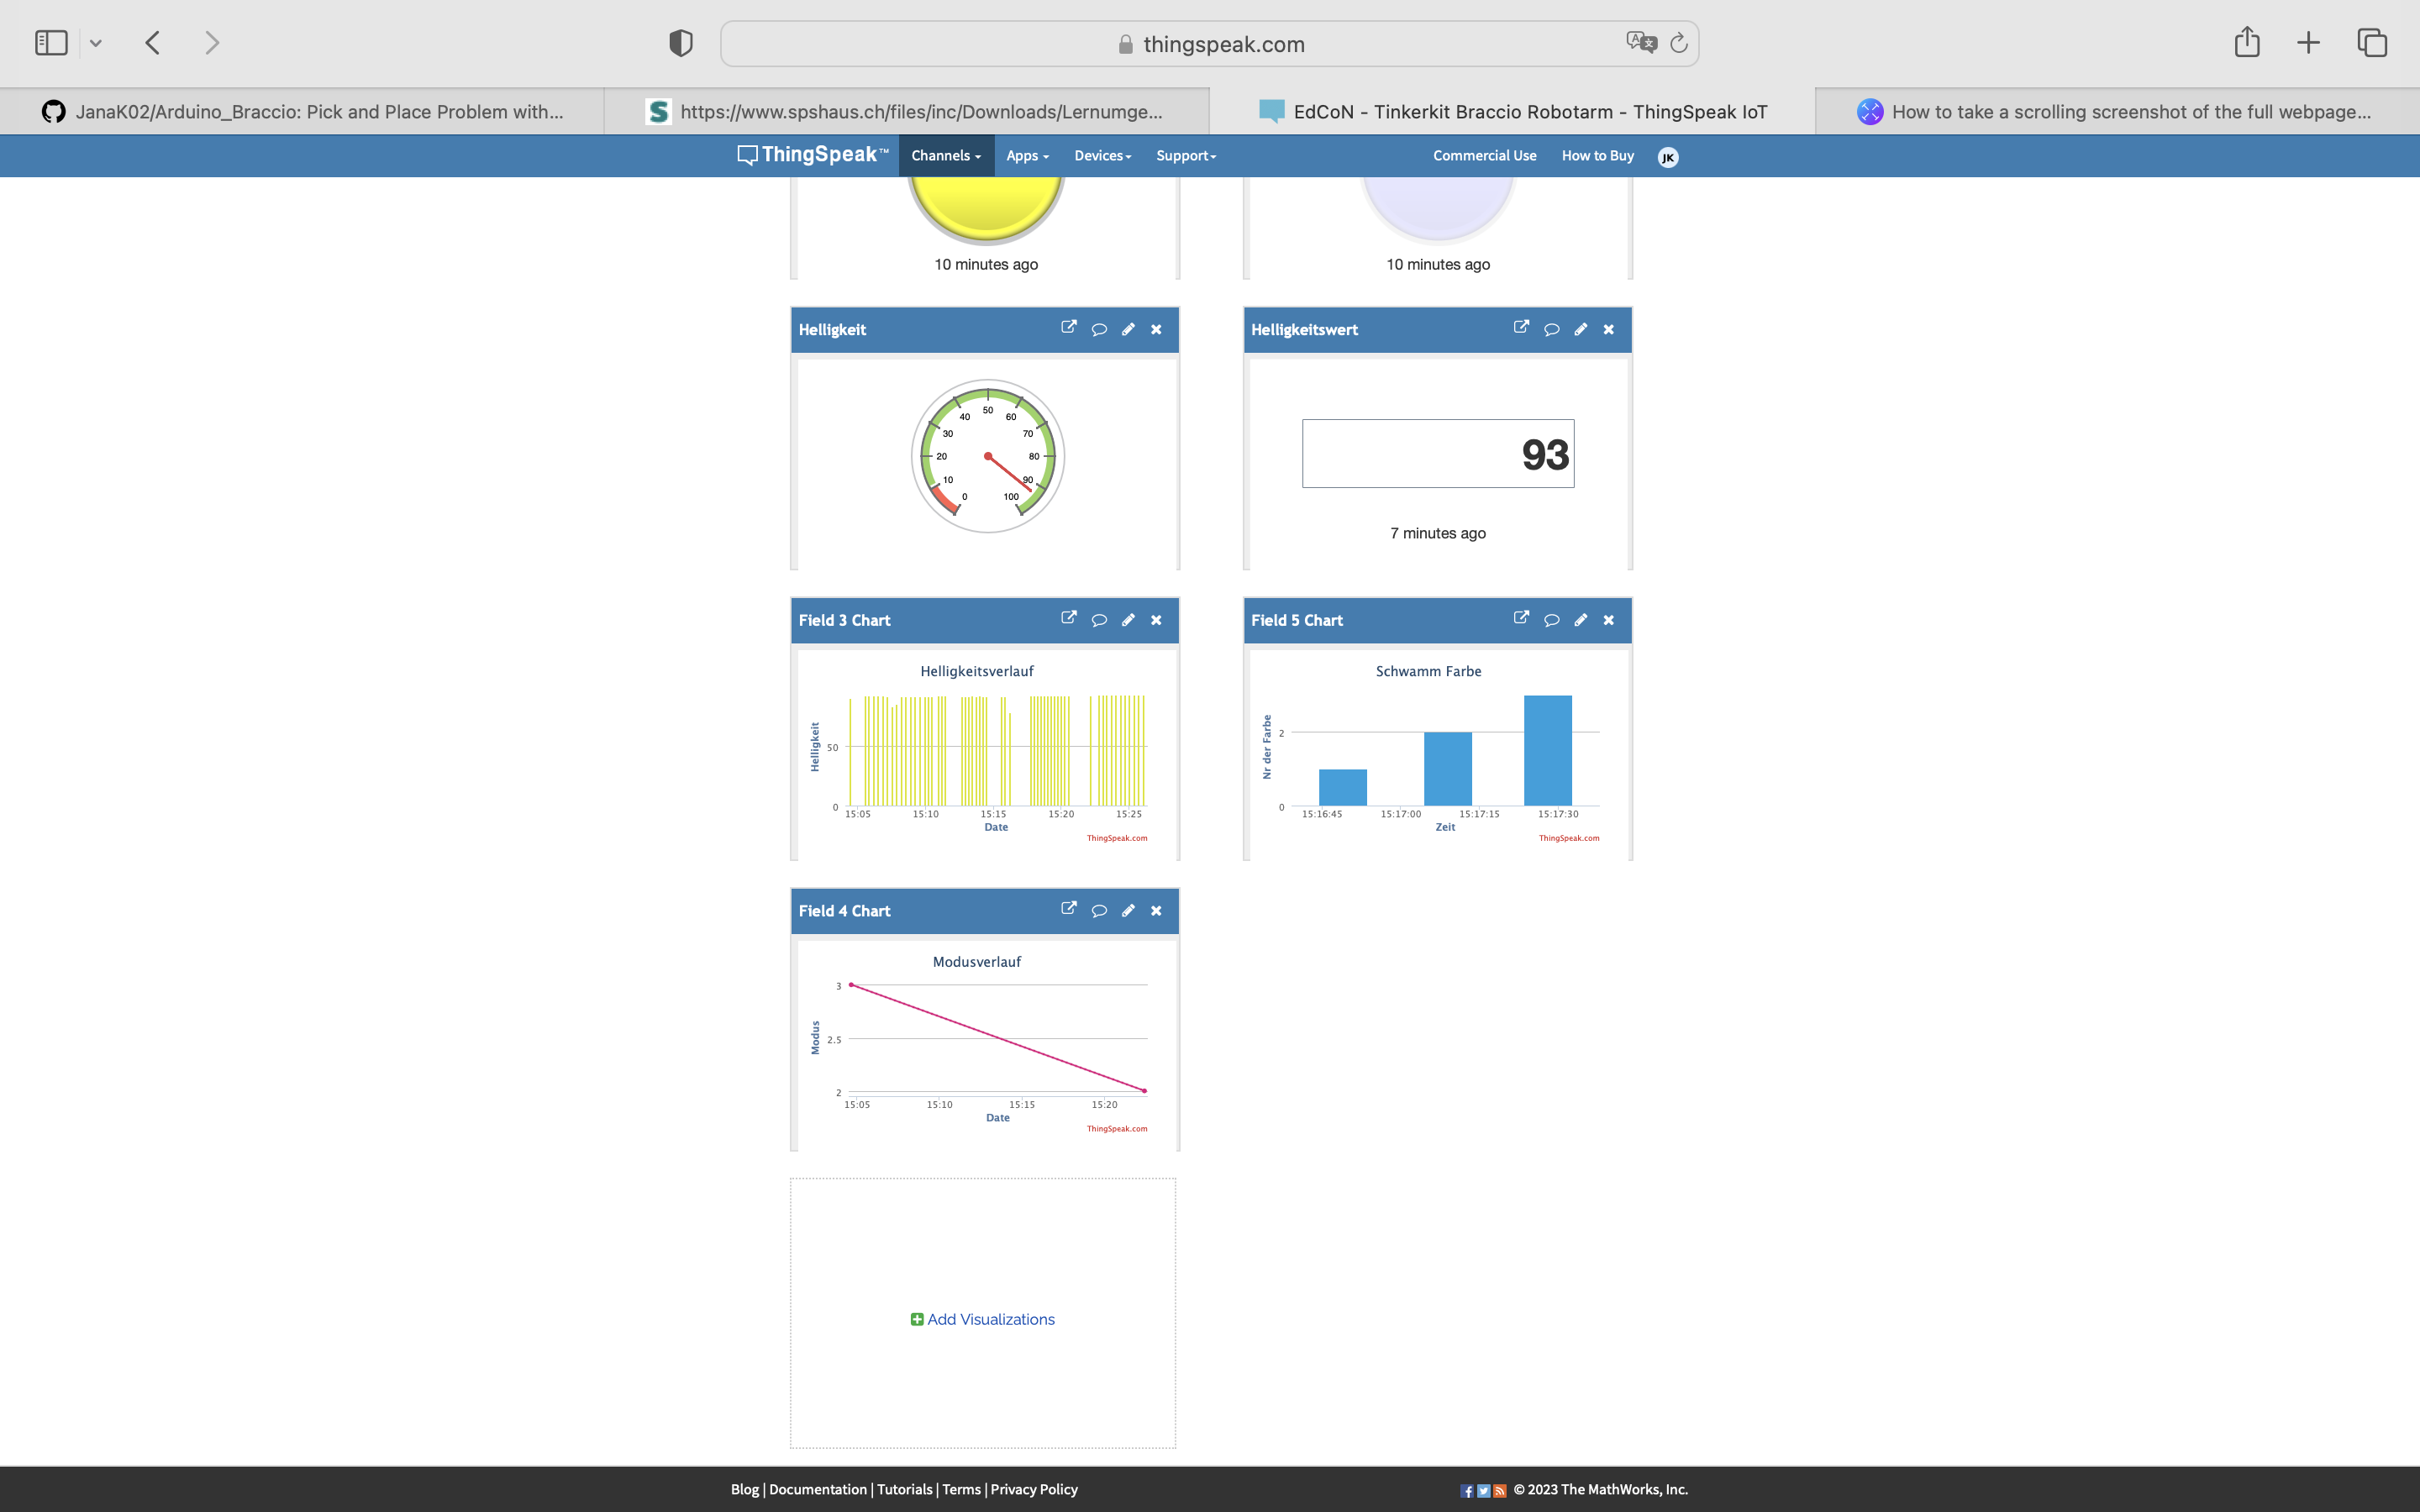 thingspeak.com
JanaK02/Arduino_Braccio: Pick and Place Problem with...
S https://www.spshaus.ch/files/inc/Downloads/Lernumge...
EdCoN - Tinkerkit Braccio Robotarm - ThingSpeak IoT
How to take a scrolling screenshot of the full webpage...
ThingSpeak™ Channels Apps Devices Support Commercial Use How to Buy JK
10 minutes ago
10 minutes ago
Helligkeit
0 10 20 30 40 50 60 70 80 90 100
Helligkeitswert
93
7 minutes ago
Field 3 Chart
Helligkeitsverlauf
Helligkeit
50
0
15:05 15:10 15:15 15:20 15:25
Date
ThingSpeak.com
Field 5 Chart
Schwamm Farbe
Nr der Farbe
2
0
15:16:45 15:17:00 15:17:15 15:17:30
Zeit
ThingSpeak.com
Field 4 Chart
Modusverlauf
Modus
3
2.5
2
15:05 15:10 15:15 15:20
Date
ThingSpeak.com
Add Visualizations
Blog | Documentation | Tutorials | Terms | Privacy Policy
© 2023 The MathWorks, Inc.